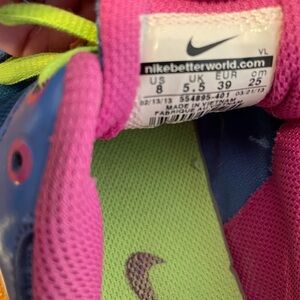 VL
nikebetterworld.com
US UK EUR cm
8 5.5 39 25
02/13/13 554895-401 03/21/13
MADE IN VIETNAM
FABRIQUE